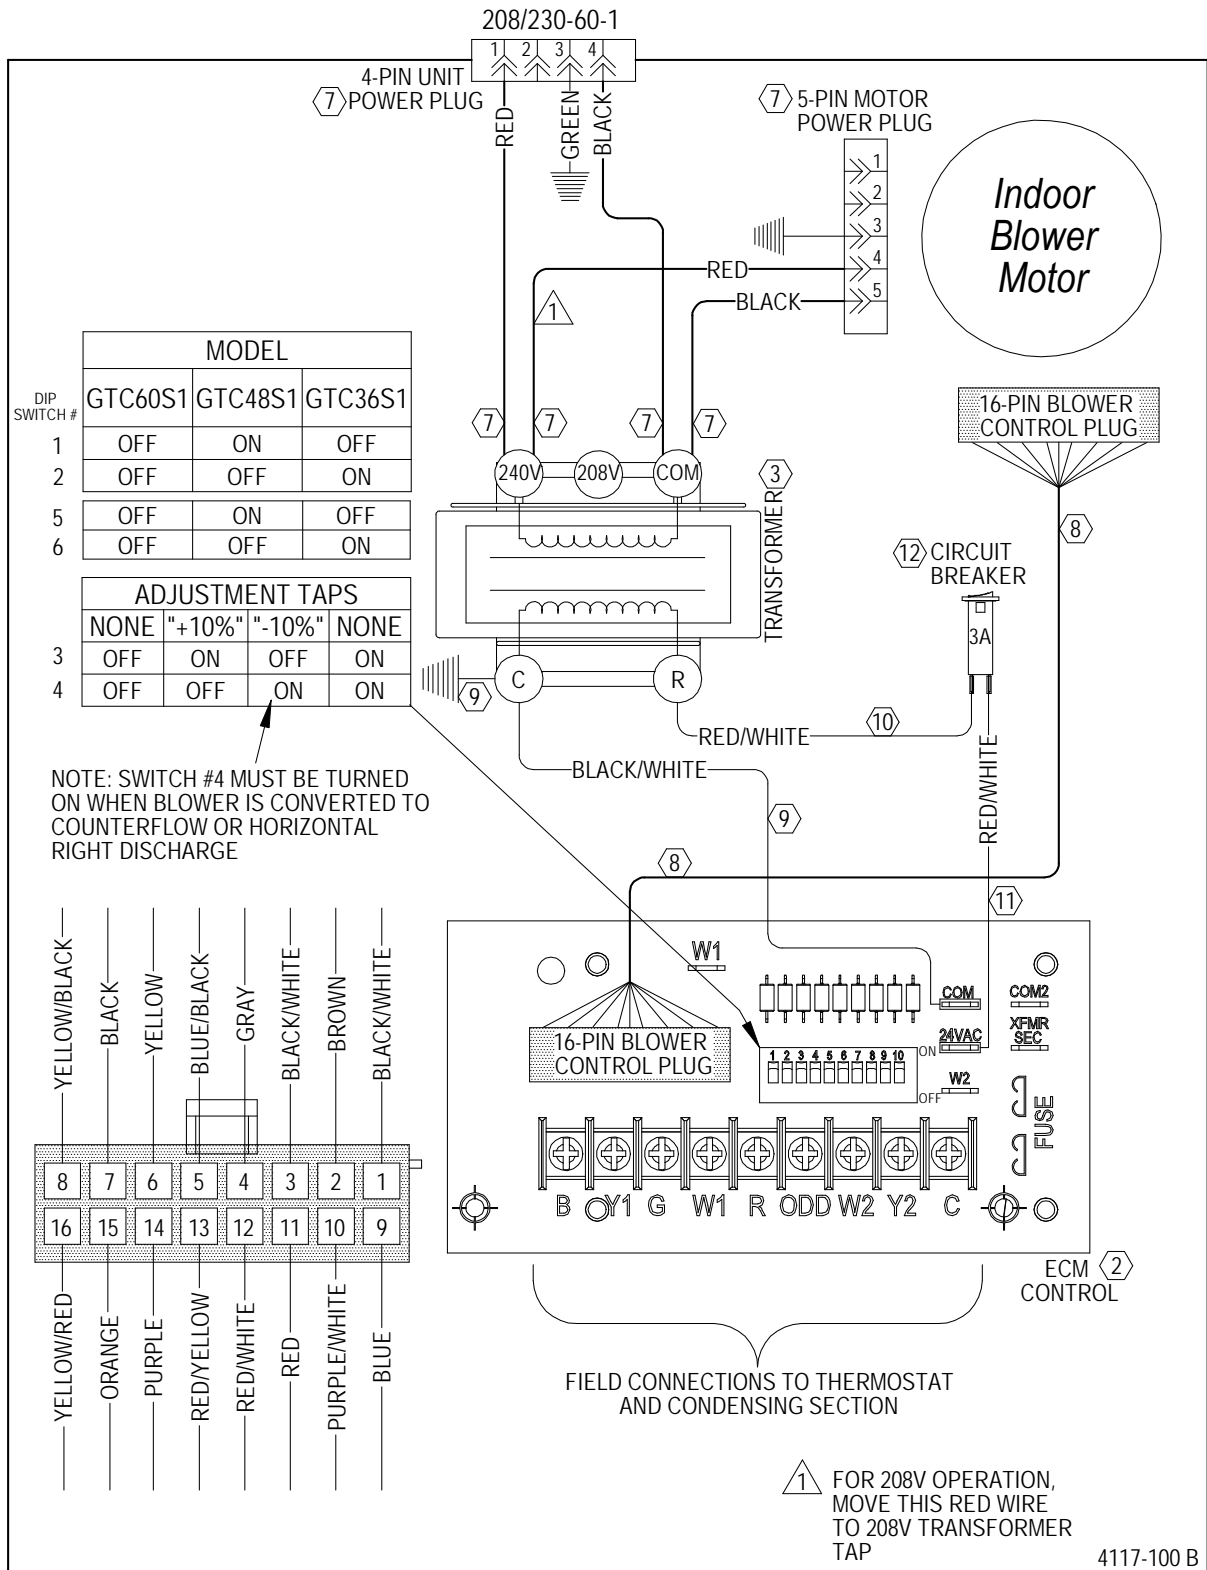 208/230-60-1
1 2 3 4
4-PIN UNIT
7 POWER PLUG
RED
GREEN
BLACK
7 5-PIN MOTOR
POWER PLUG
1
2
3
4
5
Indoor
Blower
Motor
RED
BLACK
1
MODEL
DIP
SWITCH #
GTC60S1 GTC48S1 GTC36S1
1 OFF ON OFF
2 OFF OFF ON
5 OFF ON OFF
6 OFF OFF ON
ADJUSTMENT TAPS
NONE "+10%" "-10%" NONE
3 OFF ON OFF ON
4 OFF OFF ON ON
NOTE: SWITCH #4 MUST BE TURNED
ON WHEN BLOWER IS CONVERTED TO
COUNTERFLOW OR HORIZONTAL
RIGHT DISCHARGE
7 7 7 7
240V 208V COM
TRANSFORMER 3
C R
9
RED/WHITE 10
BLACK/WHITE
9
16-PIN BLOWER
CONTROL PLUG
8
12 CIRCUIT
BREAKER
3A
RED/WHITE
11
8
W1
16-PIN BLOWER
CONTROL PLUG
COM COM2
24VAC XFMR
SEC
1 2 3 4 5 6 7 8 9 10
ON
OFF
W2
FUSE
B Y1 G W1 R ODD W2 Y2 C
ECM 2
CONTROL
FIELD CONNECTIONS TO THERMOSTAT
AND CONDENSING SECTION
YELLOW/BLACK
BLACK
YELLOW
BLUE/BLACK
GRAY
BLACK/WHITE
BROWN
BLACK/WHITE
8 7 6 5 4 3 2 1
16 15 14 13 12 11 10 9
YELLOW/RED
ORANGE
PURPLE
RED/YELLOW
RED/WHITE
RED
PURPLE/WHITE
BLUE
1 FOR 208V OPERATION,
MOVE THIS RED WIRE
TO 208V TRANSFORMER
TAP
4117-100 B